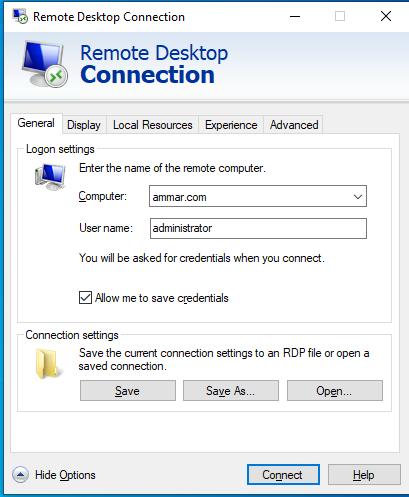 Remote Desktop Connection
Remote Desktop
Connection
General Display Local Resources Experience Advanced
Logon settings
Enter the name of the remote computer.
Computer: ammar.com
User name: administrator
You will be asked for credentials when you connect.
Allow me to save credentials
Connection settings
Save the current connection settings to an RDP file or open a
saved connection.
Save Save As... Open...
Hide Options Connect Help